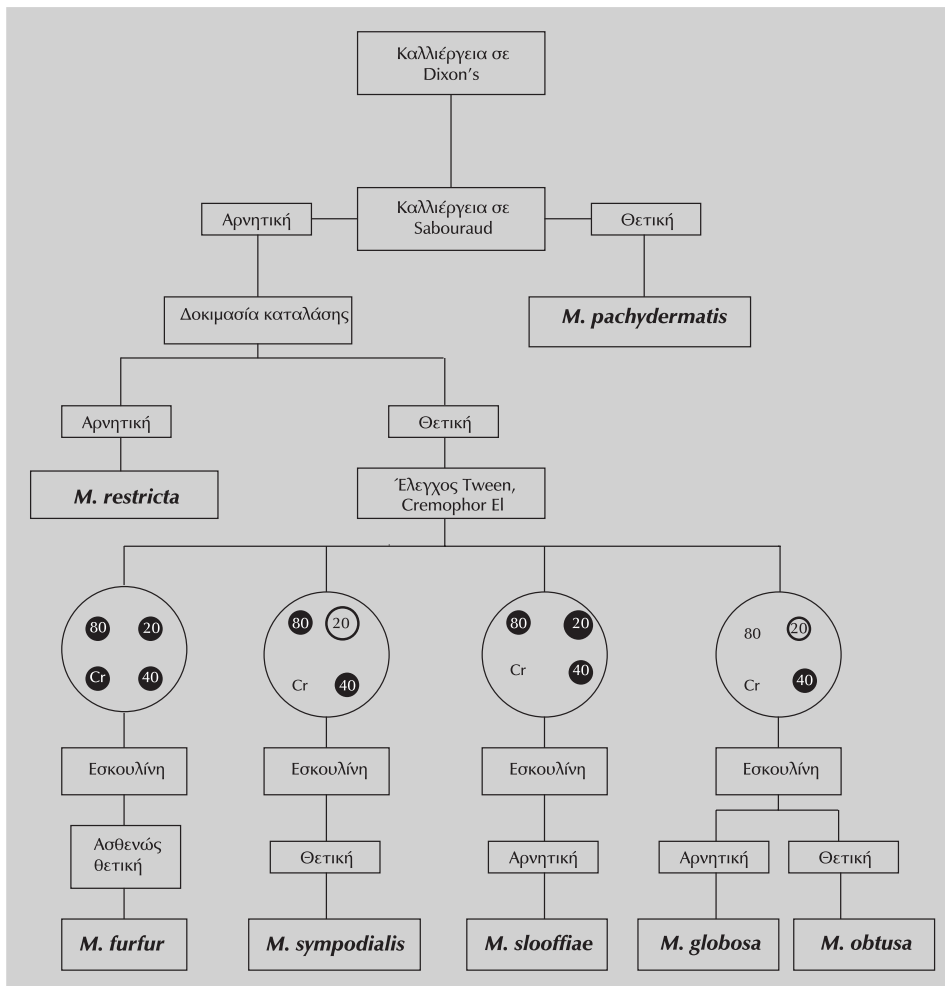 Καλλιέργεια σε
Dixon's
Αρνητική
Καλλιέργεια σε
Sabouraud
Θετική
Δοκιμασία καταλάσης
M. pachydermatis
Αρνητική
Θετική
M. restricta
Έλεγχος Tween,
Cremophor El
80 20
Cr 40
80 20
Cr 40
80 20
Cr 40
80 20
Cr 40
Εσκουλίνη
Εσκουλίνη
Εσκουλίνη
Εσκουλίνη
Ασθενώς
θετική
Θετική
Αρνητική
Αρνητική
Θετική
M. furfur
M. sympodialis
M. slooffiae
M. globosa
M. obtusa